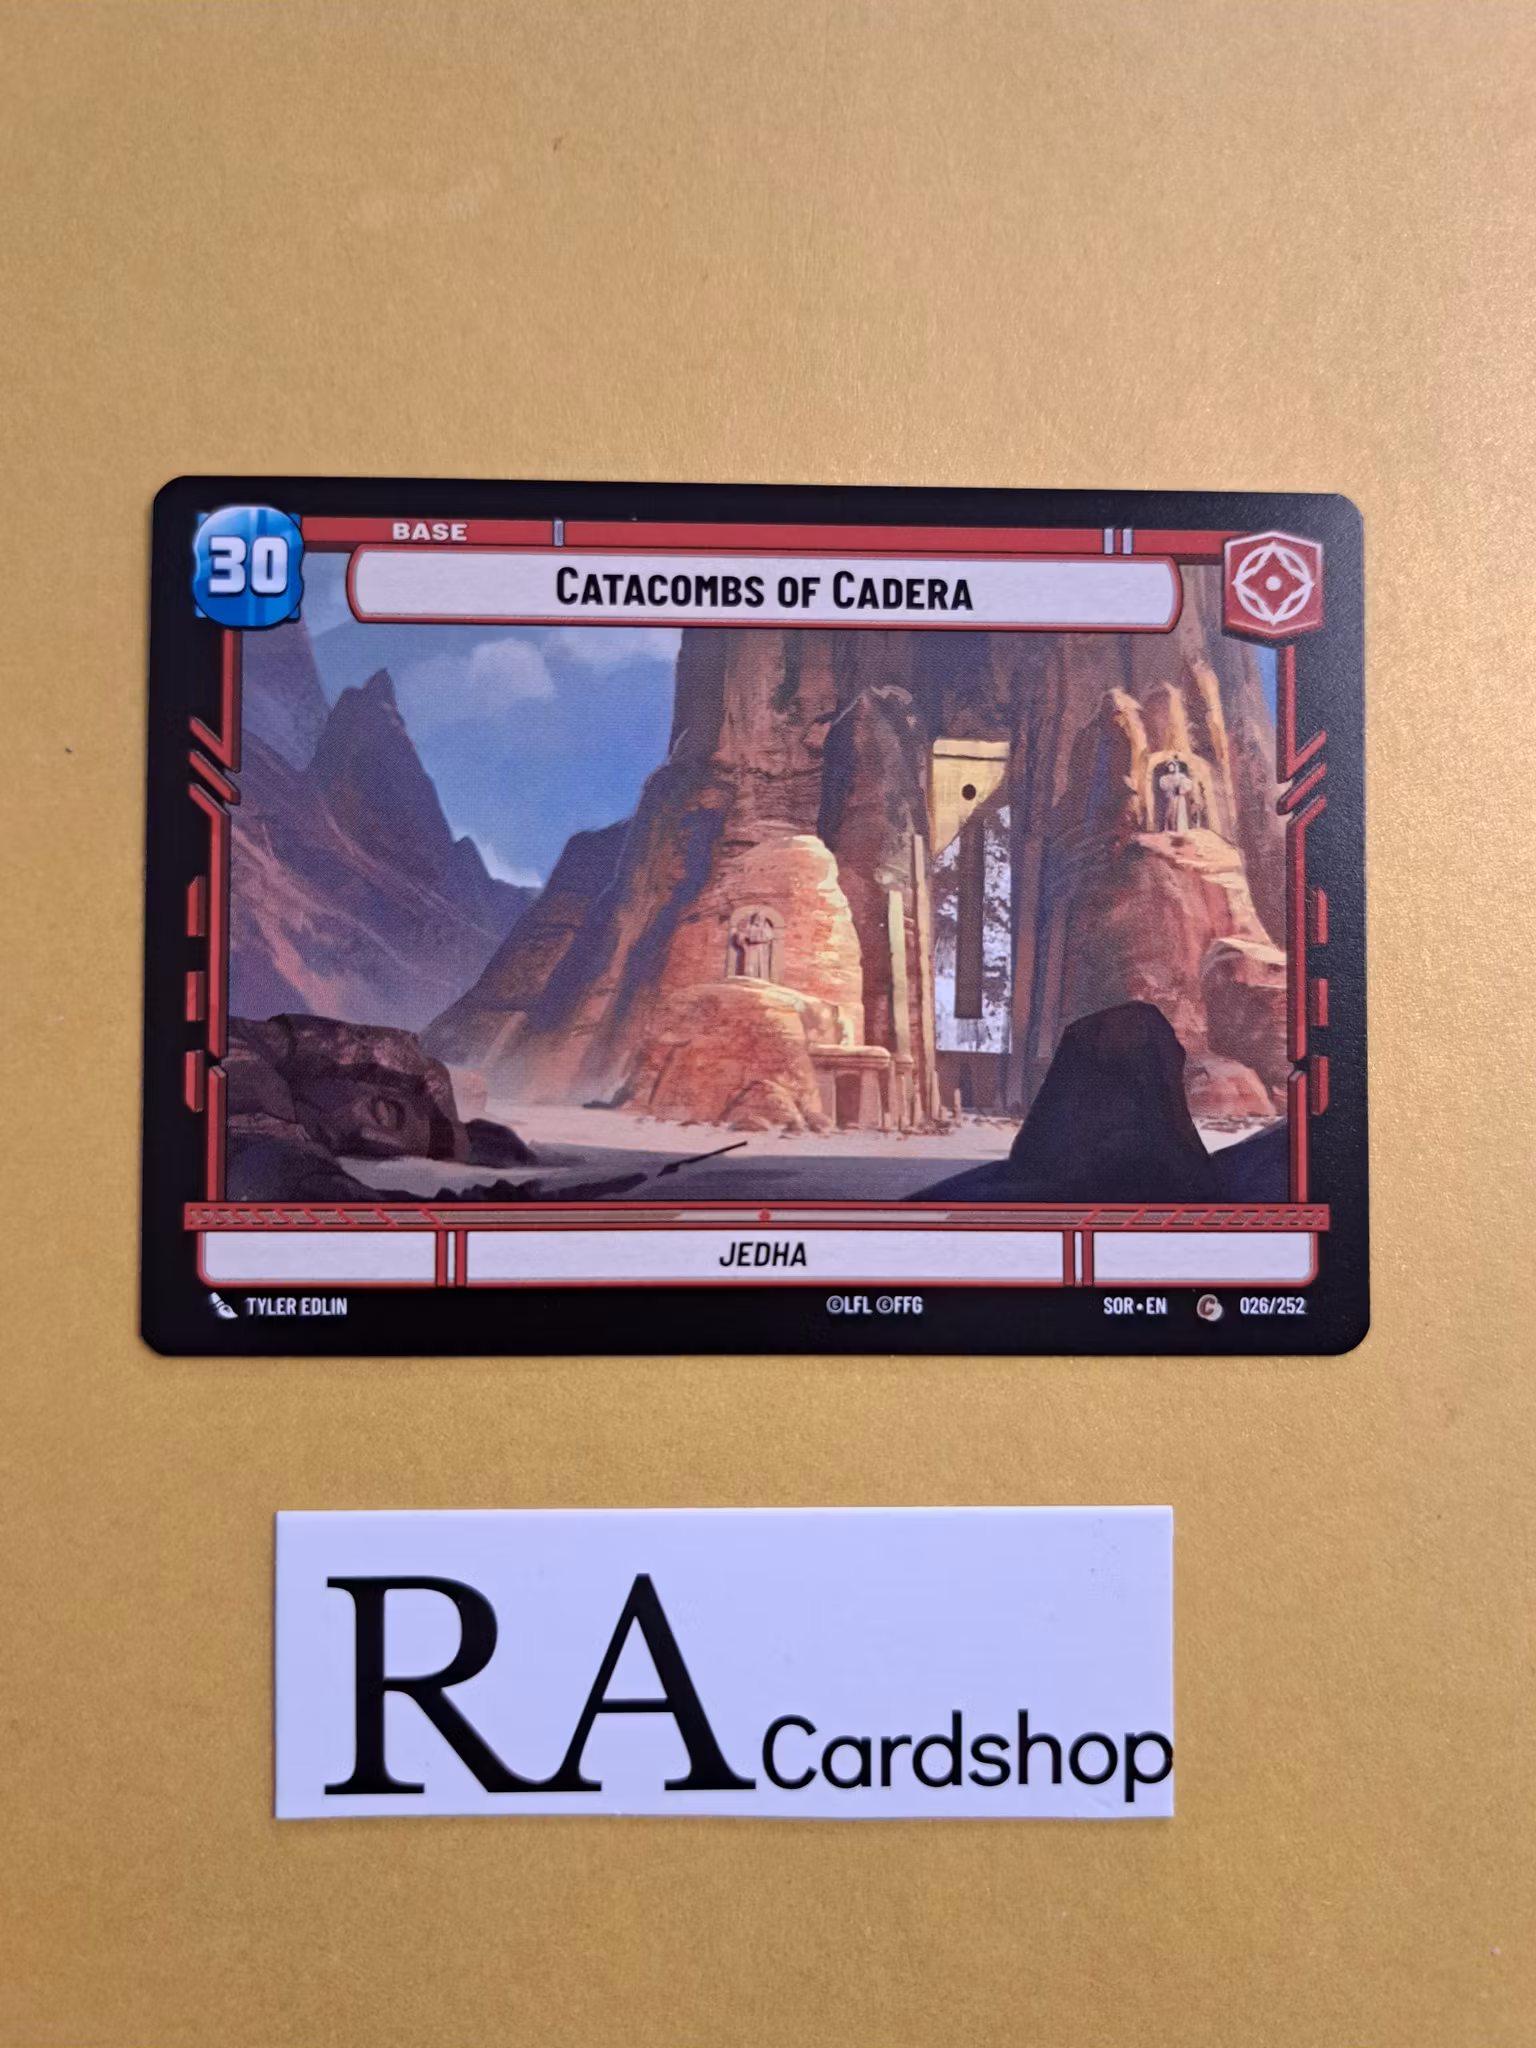 30
BASE
CATACOMBS OF CADERA
JEDHA
TYLER EDLIN
©LFL ©FFG
SOR•EN
C
026/252
RA Cardshop